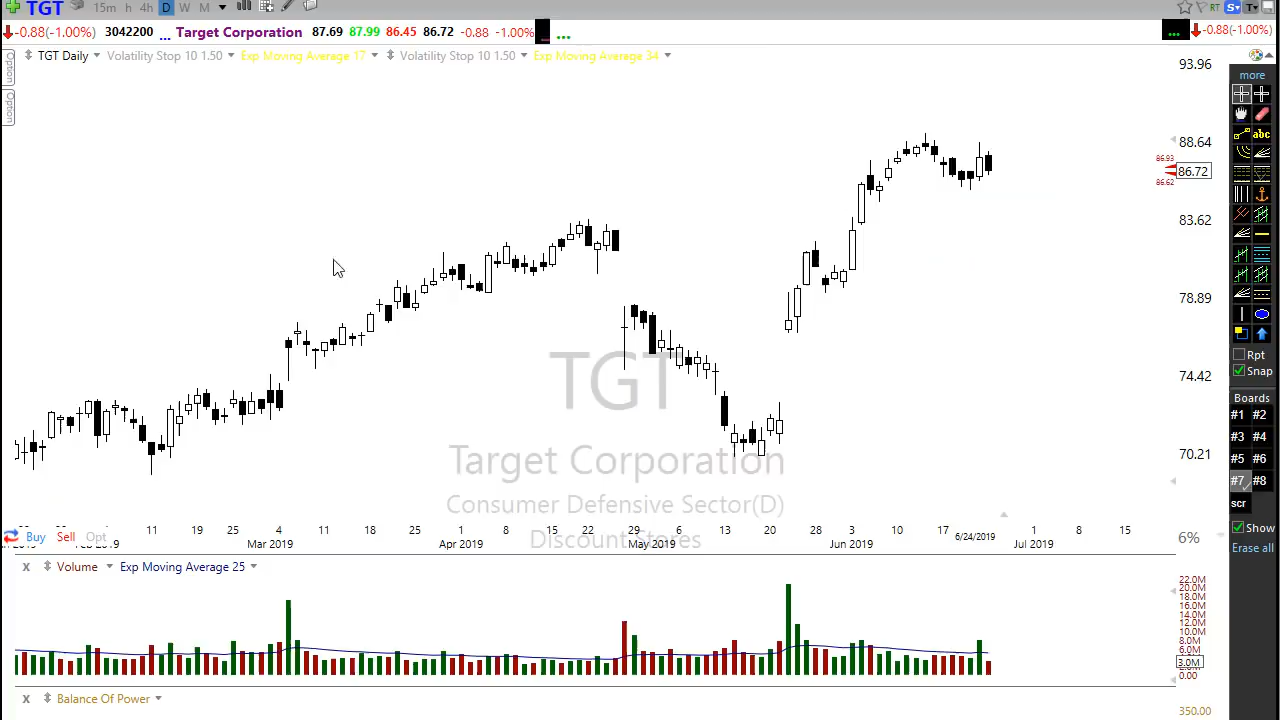 TGT 15m h 4h D W M RT S T
-0.88(-1.00%) 3042200 ... Target Corporation 87.69 87.99 86.45 86.72 -0.88 -1.00% ... ... -0.88(-1.00%)
TGT Daily Volatility Stop 10 1.50 Exp Moving Average 17 Volatility Stop 10 1.50 Exp Moving Average 34
Option
Option
93.96
88.64
86.93
86.72
86.62
83.62
78.89
74.42
70.21
6%
TGT
Target Corporation
Consumer Defensive Sector(D)
Discount Stores
11 19 25 4 11 18 25 1 8 15 22 29 6 13 20 28 3 10 17 6/24/2019 1 8 15
Buy Sell Opt
Mar 2019 Apr 2019 May 2019 Jun 2019 Jul 2019
x Volume Exp Moving Average 25
22.0M
20.0M
18.0M
16.0M
14.0M
12.0M
10.0M
8.0M
6.0M
3.0M
0.00
x Balance Of Power
350.00
more
abc
Rpt
Snap
Boards
#1 #2
#3 #4
#5 #6
#7 #8
scr
Show
Erase all